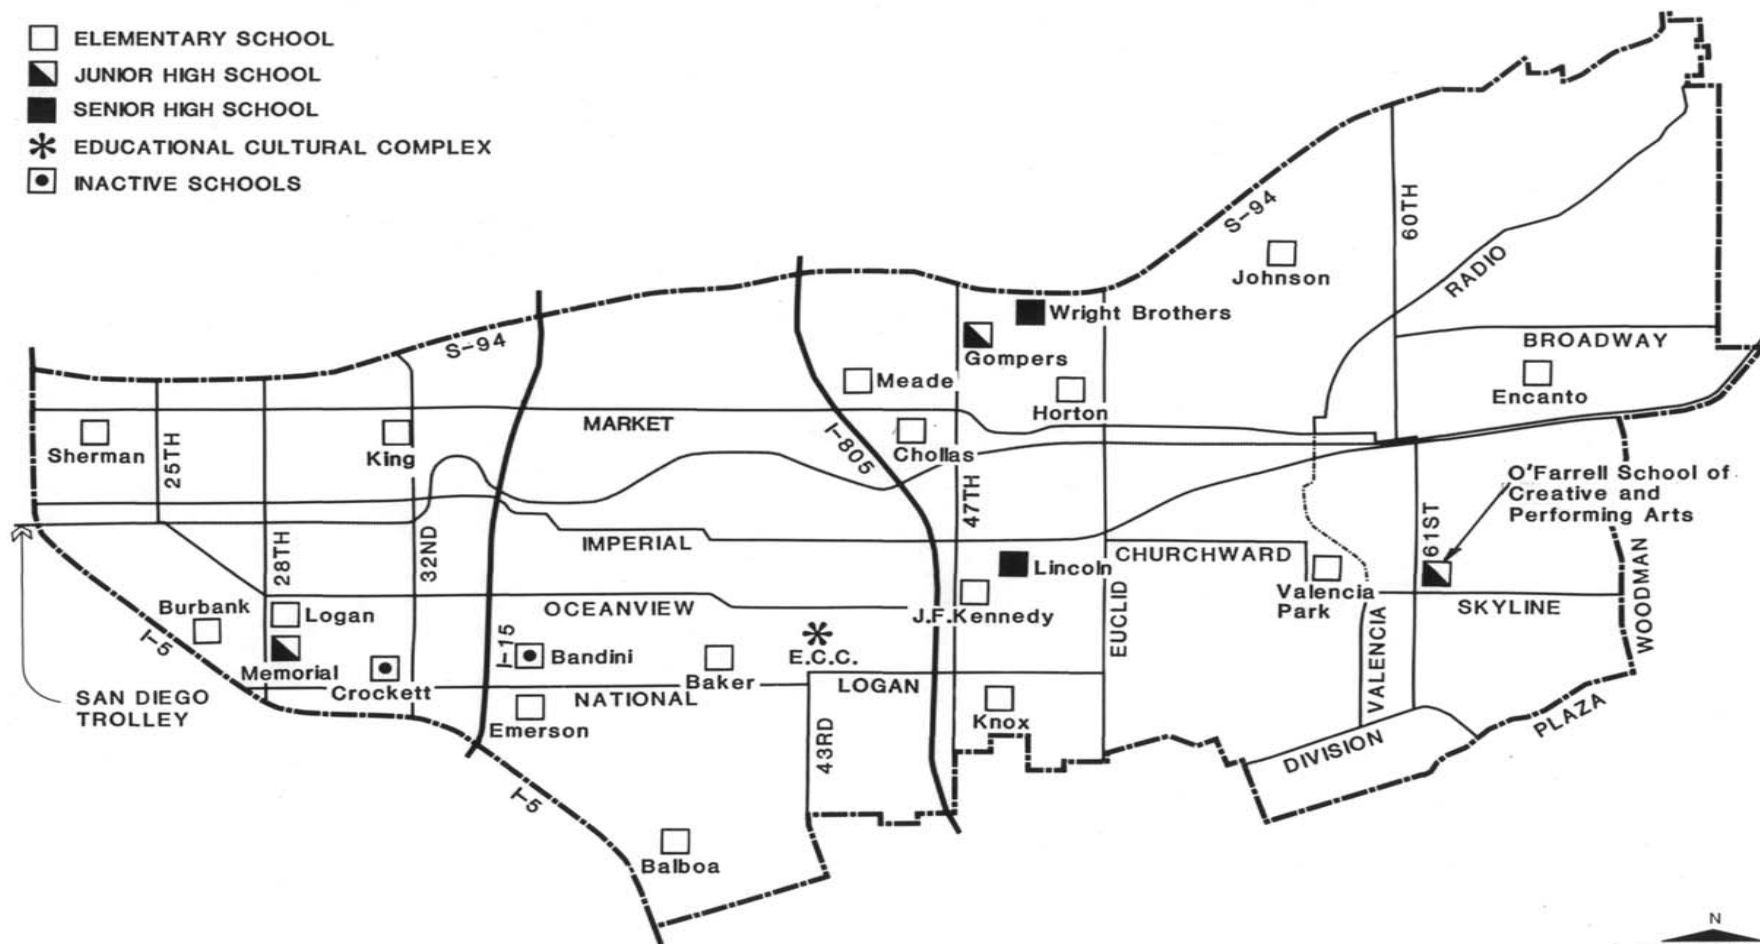 ELEMENTARY SCHOOL
JUNIOR HIGH SCHOOL
SENIOR HIGH SCHOOL
EDUCATIONAL CULTURAL COMPLEX
INACTIVE SCHOOLS
S-94
60TH
Johnson
RADIO
Wright Brothers
S-94
Gompers
BROADWAY
Meade
Encanto
Horton
MARKET
Sherman
25TH
King
I-805
Chollas
O'Farrell School of
Creative and
Performing Arts
47TH
61ST
28TH
32ND
IMPERIAL
CHURCHWARD
Lincoln
Valencia
Park
WOODMAN
Burbank
Logan
OCEANVIEW
J.F.Kennedy
EUCLID
SKYLINE
I-5
I-15
Bandini
E.C.C.
VALENCIA
Memorial
Crockett
Baker
LOGAN
NATIONAL
SAN DIEGO
TROLLEY
Emerson
43RD
Knox
PLAZA
DIVISION
I-5
Balboa
N